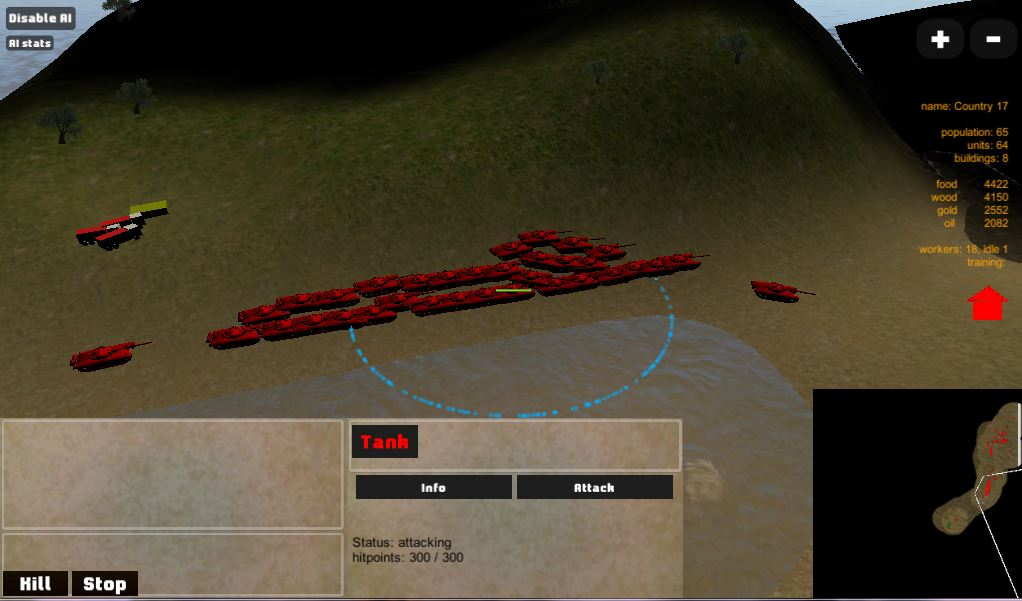 Disable AI
AI stats
+ -
name: Country 17
population: 65
units: 64
buildings: 8
food 4422
wood 4150
gold 2552
oil 2082
workers: 18, idle 1
training:
Tank
Info Attack
Status: attacking
hitpoints: 300 / 300
Kill Stop